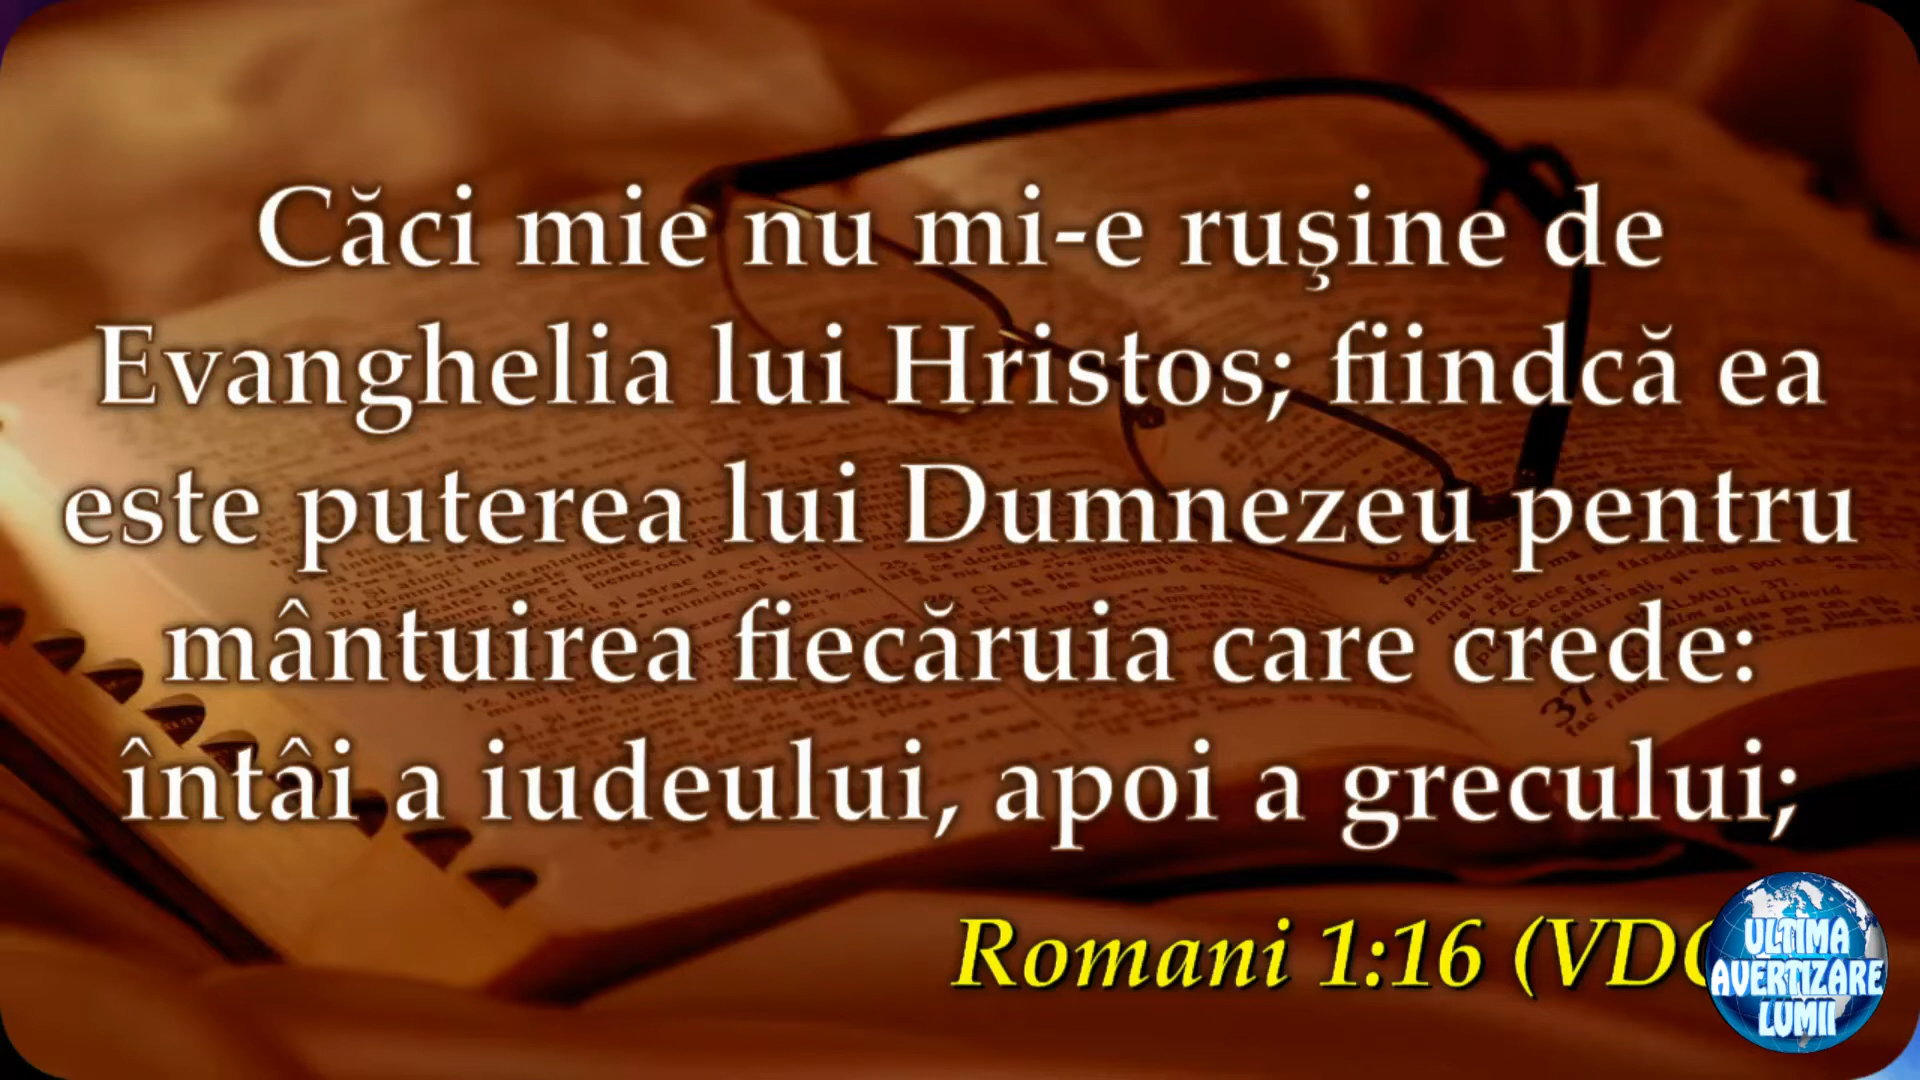 Căci mie nu mi-e ruşine de
Evanghelia lui Hristos; fiindcă ea
este puterea lui Dumnezeu pentru
mântuirea fiecăruia care crede:
întâi a iudeului, apoi a grecului;
Romani 1:16 (VDC
ULTIMA
AVERTIZARE
LUMII